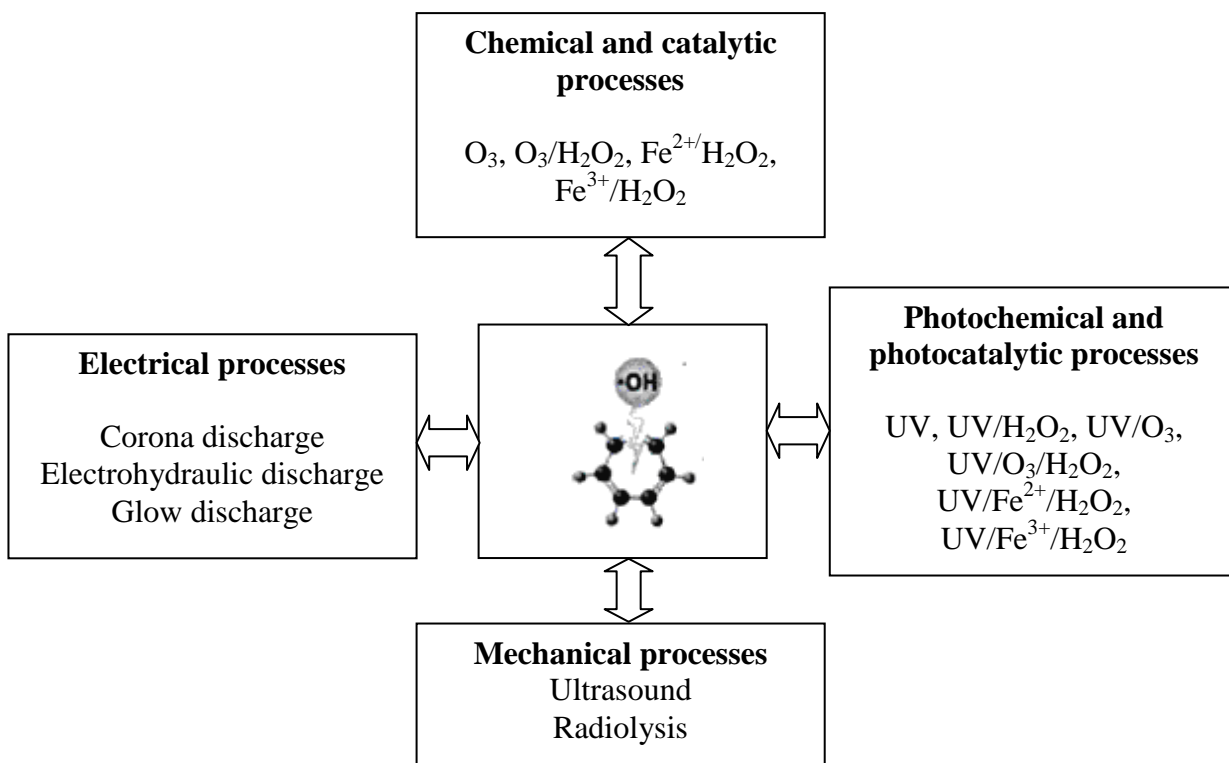 Chemical and catalytic
processes
O₃, O₃/H₂O₂, Fe²⁺/H₂O₂,
Fe³⁺/H₂O₂
Electrical processes
Corona discharge
Electrohydraulic discharge
Glow discharge
·OH
Photochemical and
photocatalytic processes
UV, UV/H₂O₂, UV/O₃,
UV/O₃/H₂O₂,
UV/Fe²⁺/H₂O₂,
UV/Fe³⁺/H₂O₂
Mechanical processes
Ultrasound
Radiolysis